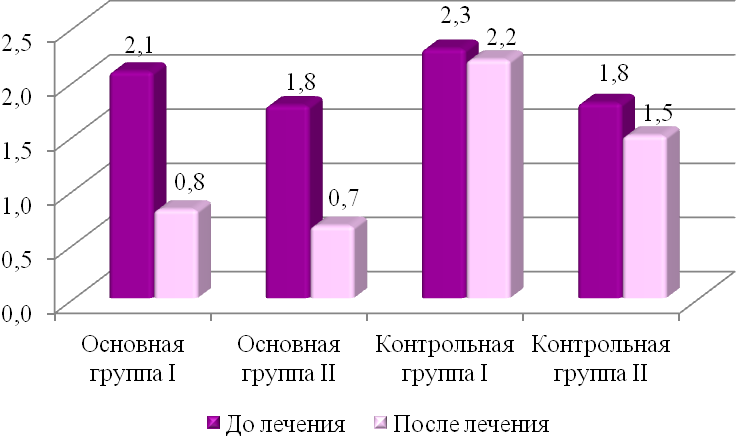 2,5
2,0
1,5
1,0
0,5
0,0
2,1
0,8
1,8
0,7
2,3
2,2
1,8
1,5
Основная
группа I
Основная
группа II
Контрольная
группа I
Контрольная
группа II
До лечения
После лечения